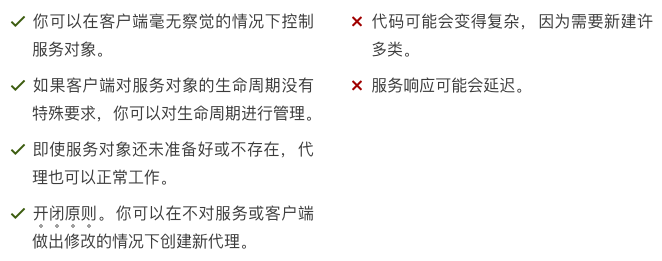 你可以在客户端毫无察觉的情况下控制
服务对象。
如果客户端对服务对象的生命周期没有
特殊要求，你可以对生命周期进行管理。
即使服务对象还未准备好或不存在，代
理也可以正常工作。
开闭原则。你可以在不对服务或客户端
做出修改的情况下创建新代理。
代码可能会变得复杂，因为需要新建许
多类。
服务响应可能会延迟。